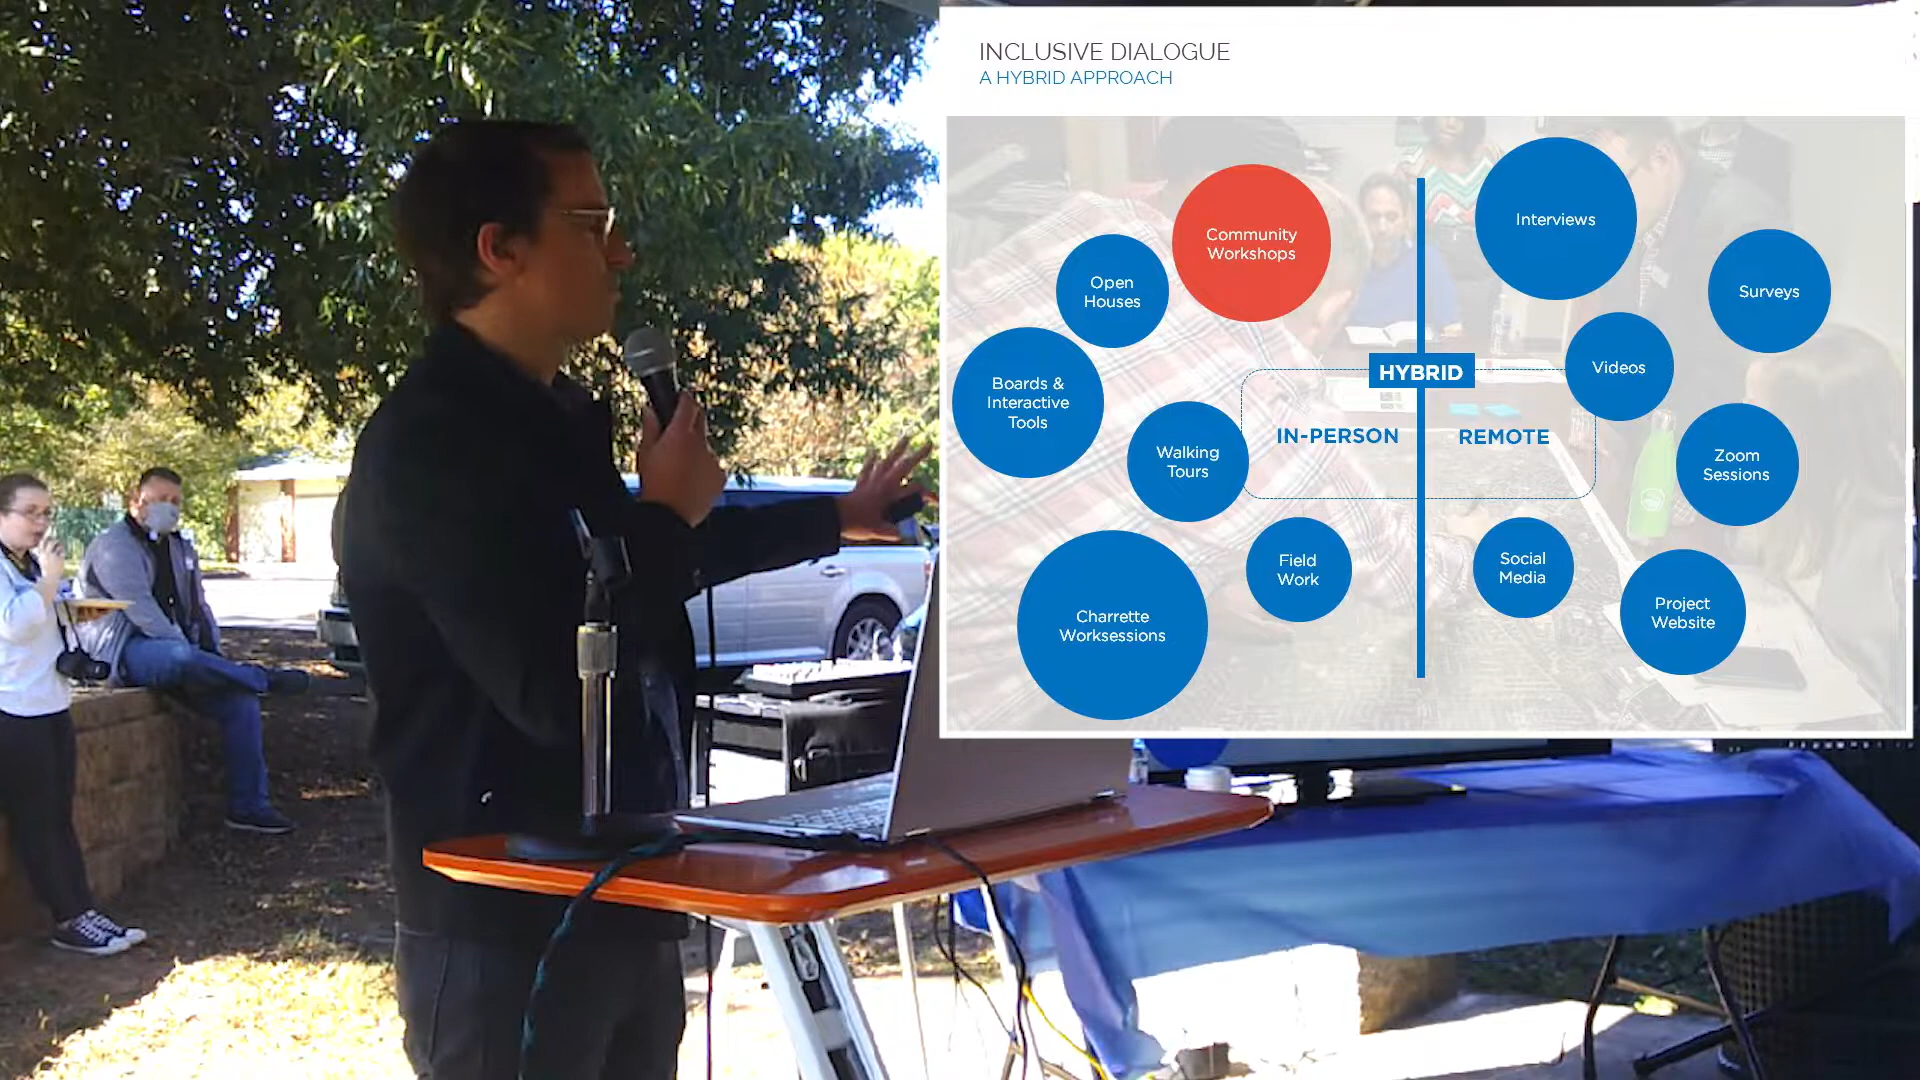 INCLUSIVE DIALOGUE
A HYBRID APPROACH
Community
Workshops
Interviews
Open
Houses
Surveys
Boards &
Interactive
Tools
HYBRID
Videos
IN-PERSON
REMOTE
Walking
Tours
Zoom
Sessions
Field
Work
Social
Media
Charrette
Worksessions
Project
Website